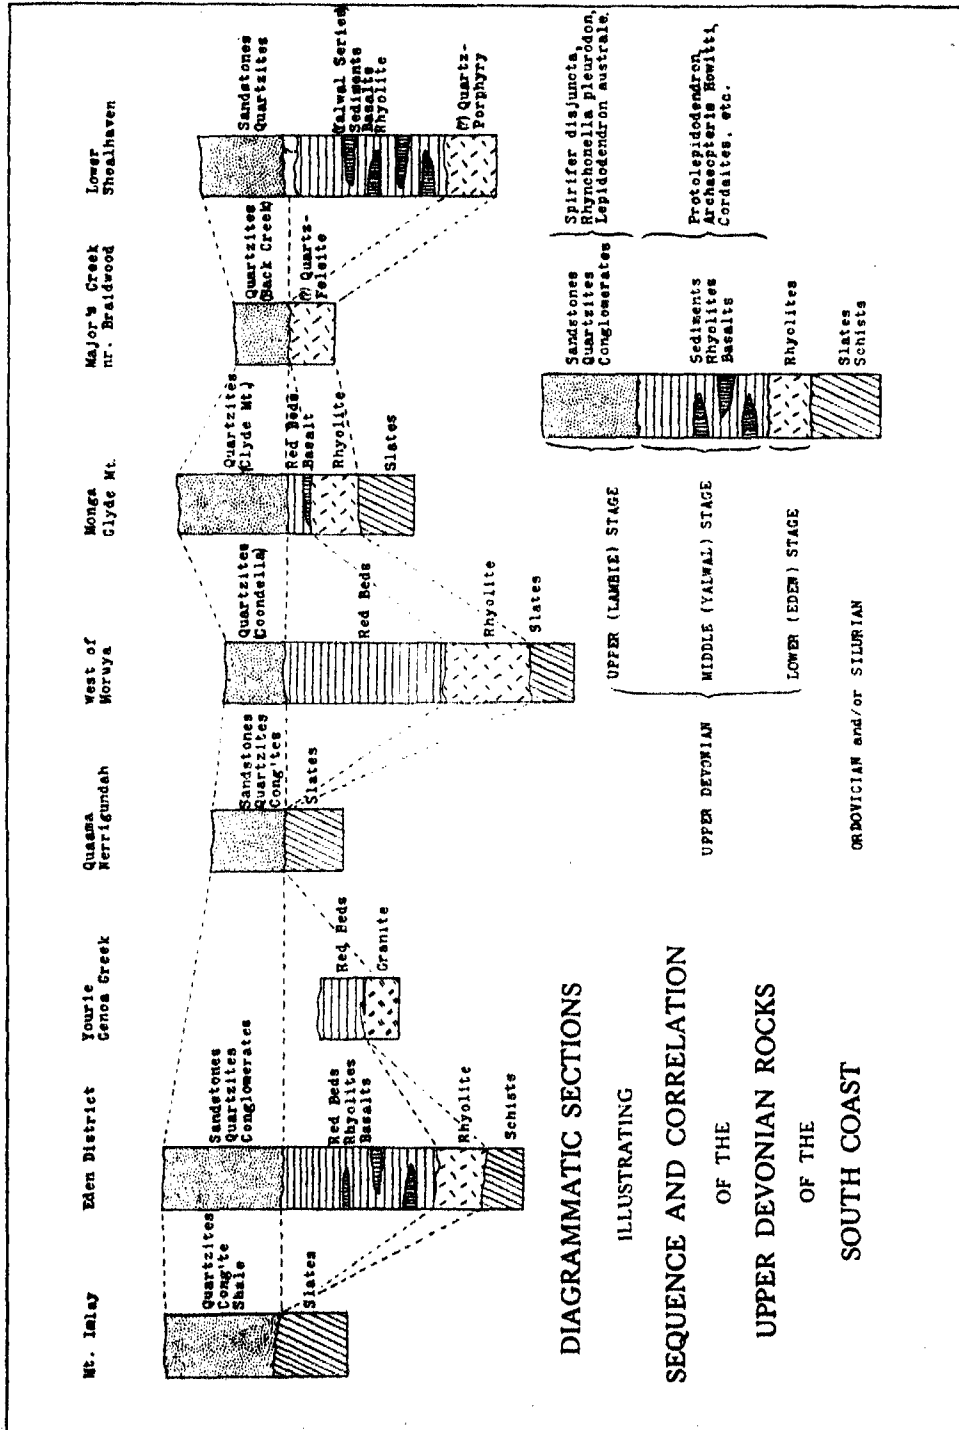 Mt. Imlay
Quartzites
Cong'te
Shale
Slates
Eden District
Sandstones
Quartzites
Conglomerates
Red Beds
Rhyolites
Basalts
Rhyolite
Schists
Yourie
Genoa Creek
Red Beds
Granite
Quaama
Nerrigundah
Sandstones
Quartzites
Cong'tes
Slates
West of
Moruya
Quartzites
(Coondella)
Red Beds
Rhyolite
Slates
Monga
Clyde Mt.
Quartzites
(Clyde Mt.)
Red Beds
Basalt
Rhyolite
Slates
Major's Creek
nr. Braidwood
Quartzites
(Back Creek)
(?) Quartz-
Felsite
Lower
Shoalhaven
Sandstones
Quartzites
(Yalwal Series)
Sediments
Basalts
Rhyolite
(?) Quartz-
Porphyry
DIAGRAMMATIC SECTIONS
ILLUSTRATING
SEQUENCE AND CORRELATION
OF THE
UPPER DEVONIAN ROCKS
OF THE
SOUTH COAST
UPPER DEVONIAN
UPPER (LAMBIE) STAGE
MIDDLE (YALWAL) STAGE
LOWER (EDEN) STAGE
ORDOVICIAN and/or SILURIAN
Sandstones
Quartzites
Conglomerates
Sediments
Rhyolites
Basalts
Rhyolites
Slates
Schists
Spirifer disjuncta,
Rhynchonella pleurodon,
Lepidodendron australe.
Protolepidodendron,
Archaeopteris Howitti,
Cordaites, etc.